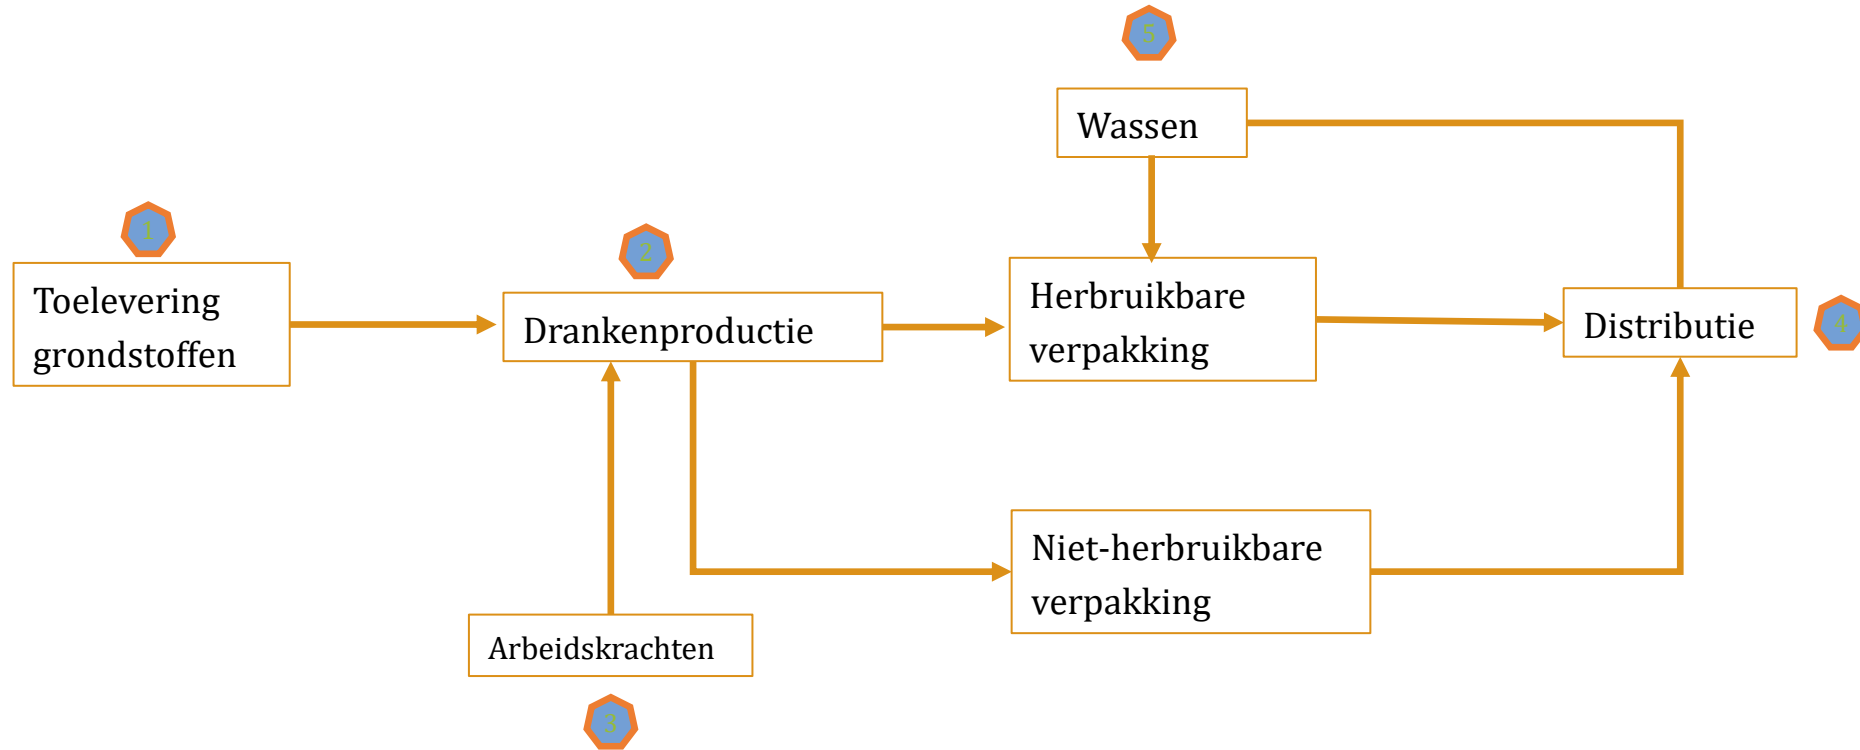 5
Wassen
1
Toelevering
grondstoffen
2
Drankenproductie
Herbruikbare
verpakking
Distributie
4
Niet-herbruikbare
verpakking
Arbeidskrachten
3